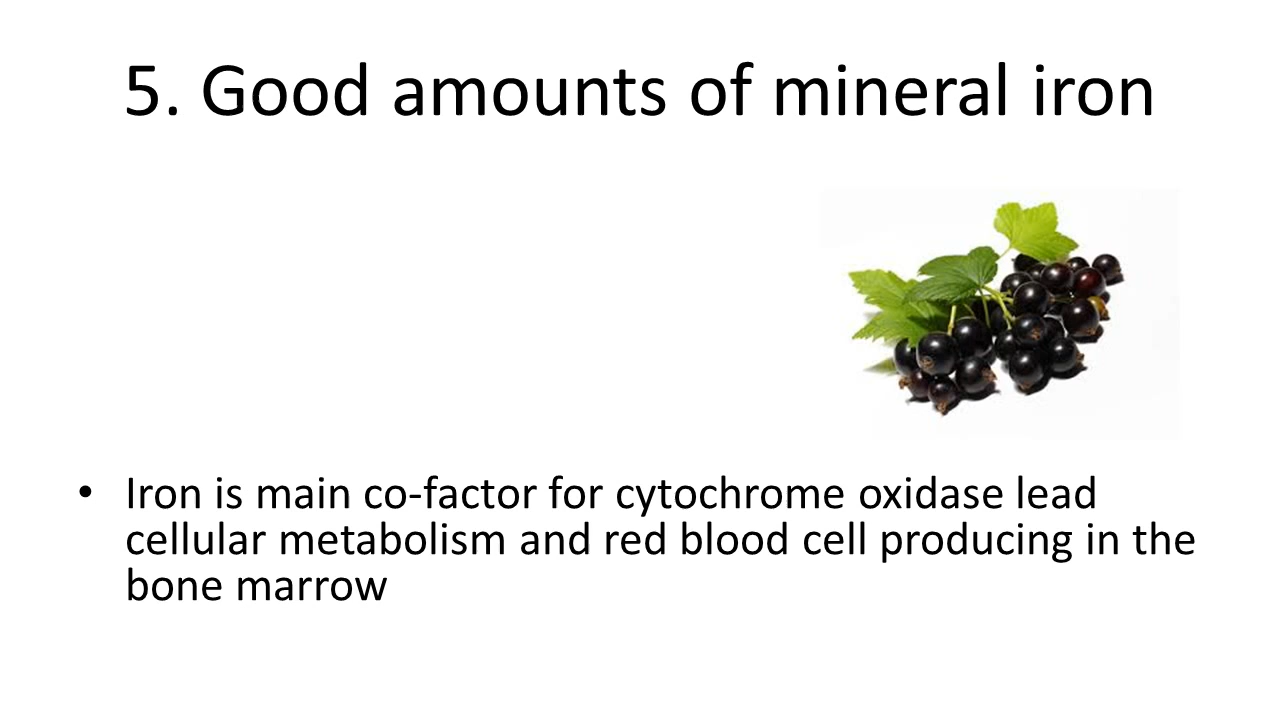 5. Good amounts of mineral iron
• Iron is main co-factor for cytochrome oxidase lead
cellular metabolism and red blood cell producing in the
bone marrow